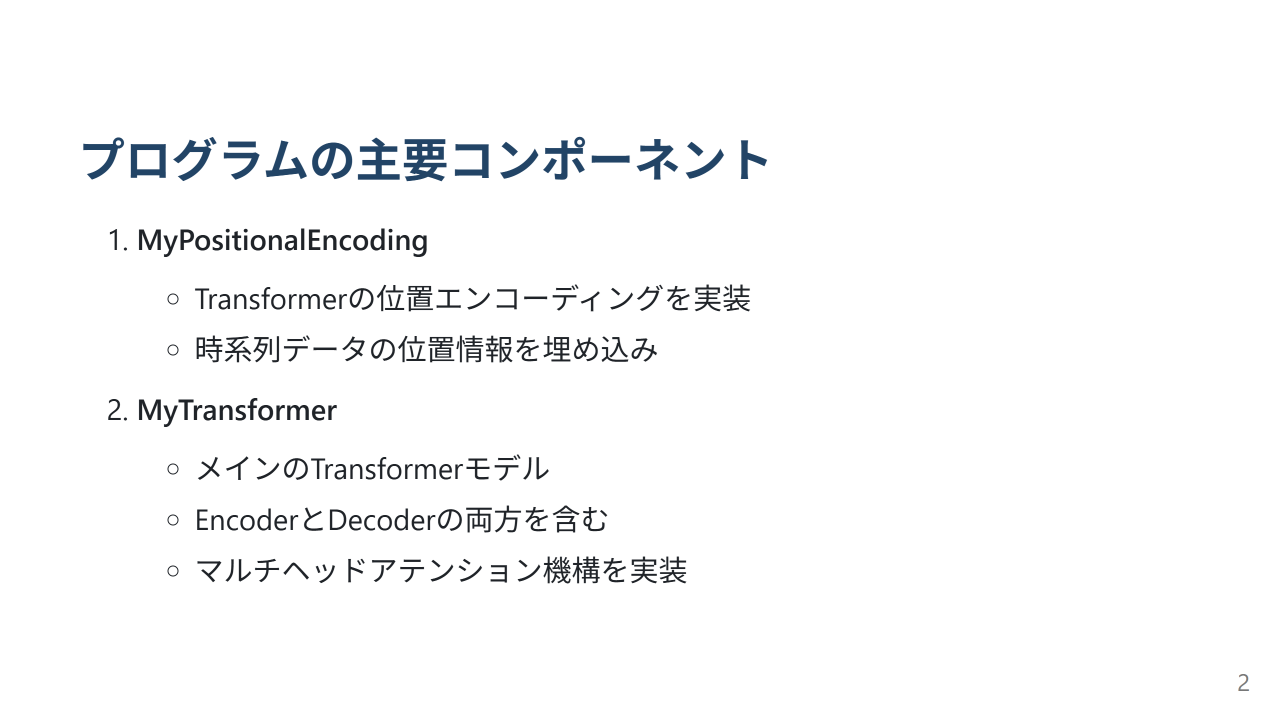 プログラムの主要コンポーネント
1. MyPositionalEncoding
○ Transformerの位置エンコーディングを実装
○ 時系列データの位置情報を埋め込み
2. MyTransformer
○ メインのTransformerモデル
○ EncoderとDecoderの両方を含む
○ マルチヘッドアテンション機構を実装
2